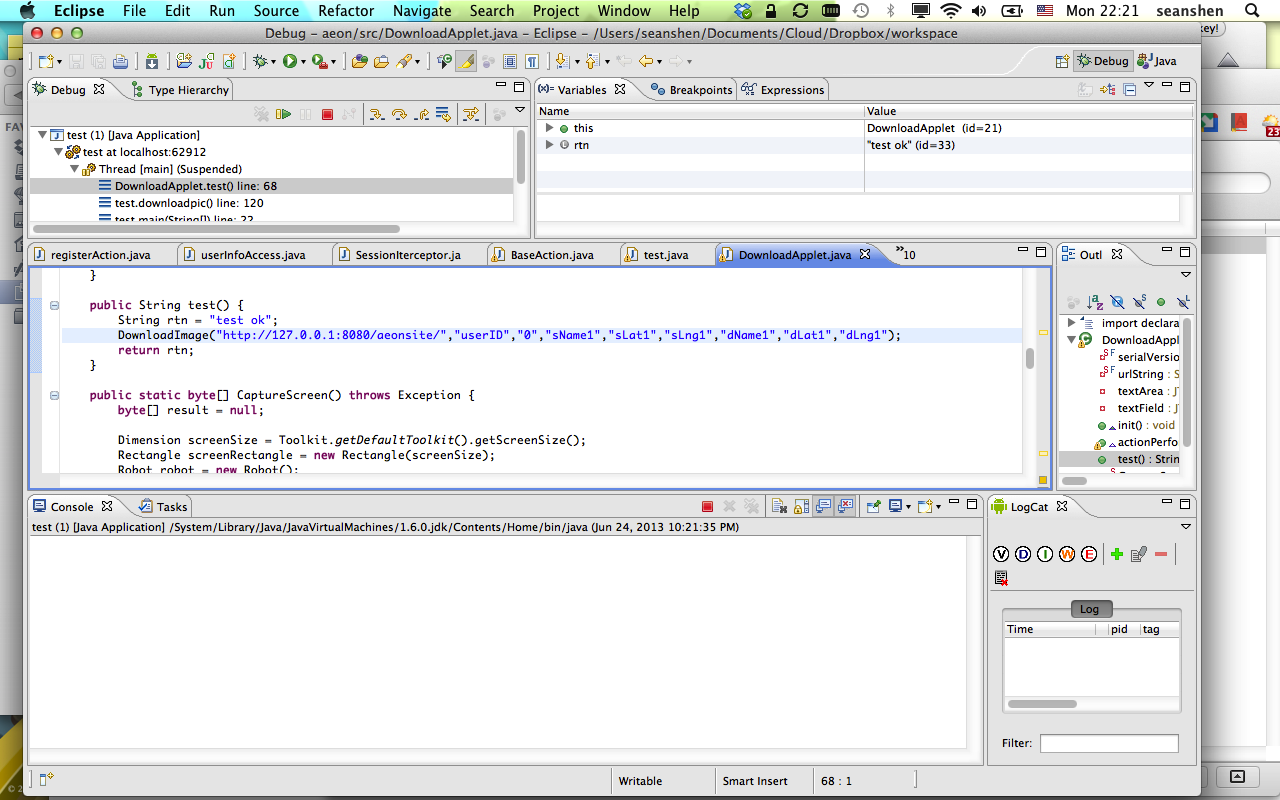 Eclipse File Edit Run Source Refactor Navigate Search Project Window Help Mon 22:21 seanshen
Debug – aeon/src/DownloadApplet.java – Eclipse – /Users/seanshen/Documents/Cloud/Dropbox/workspace
key!
Debug Java
Debug Type Hierarchy
(x)= Variables Breakpoints Expressions
FAV
23
Name Value
test (1) [Java Application]
test at localhost:62912
Thread [main] (Suspended)
DownloadApplet.test() line: 68
test.downloadpic() line: 120
test.main(String[]) line: 22
this DownloadApplet (id=21)
rtn "test ok" (id=33)
registerAction.java userInfoAccess.java SessionIterceptor.ja BaseAction.java test.java DownloadApplet.java »10
Outl
}
public String test() {
String rtn = "test ok";
DownloadImage("http://127.0.0.1:8080/aeonsite/","userID","0","sName1","sLat1","sLng1","dName1","dLat1","dLng1");
return rtn;
}
public static byte[] CaptureScreen() throws Exception {
byte[] result = null;
Dimension screenSize = Toolkit.getDefaultToolkit().getScreenSize();
Rectangle screenRectangle = new Rectangle(screenSize);
Robot robot = new Robot();
import declara
DownloadAppl
serialVersio
urlString : S
textArea : JT
textField : JT
init() : void
actionPerfo
test() : Strin
Console Tasks
test (1) [Java Application] /System/Library/Java/JavaVirtualMachines/1.6.0.jdk/Contents/Home/bin/java (Jun 24, 2013 10:21:35 PM)
LogCat
V D I W E
Log
Time pid tag
Filter:
Writable Smart Insert 68 : 1
© 2